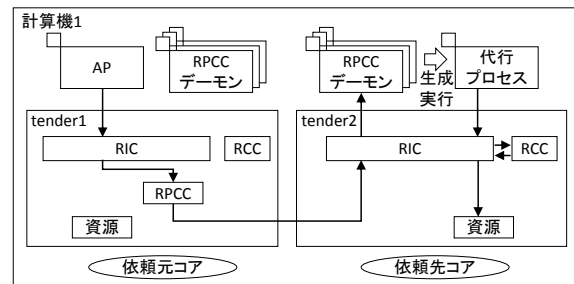 計算機1
AP
RPCC
デーモン
RPCC
デーモン
生成
実行
代行
プロセス
tender1
RIC
RCC
RPCC
資源
tender2
RIC
RCC
資源
依頼元コア
依頼先コア